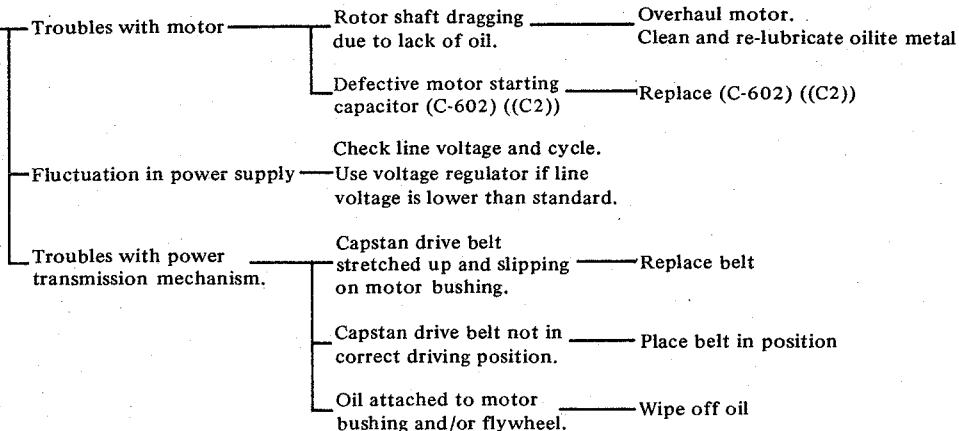 Troubles with motor
Rotor shaft dragging
due to lack of oil.
Overhaul motor.
Clean and re-lubricate oilite metal
Defective motor starting
capacitor (C-602) ((C2))
Replace (C-602) ((C2))
Fluctuation in power supply
Check line voltage and cycle.
Use voltage regulator if line
voltage is lower than standard.
Troubles with power
transmission mechanism.
Capstan drive belt
stretched up and slipping
on motor bushing.
Replace belt
Capstan drive belt not in
correct driving position.
Place belt in position
Oil attached to motor
bushing and/or flywheel.
Wipe off oil